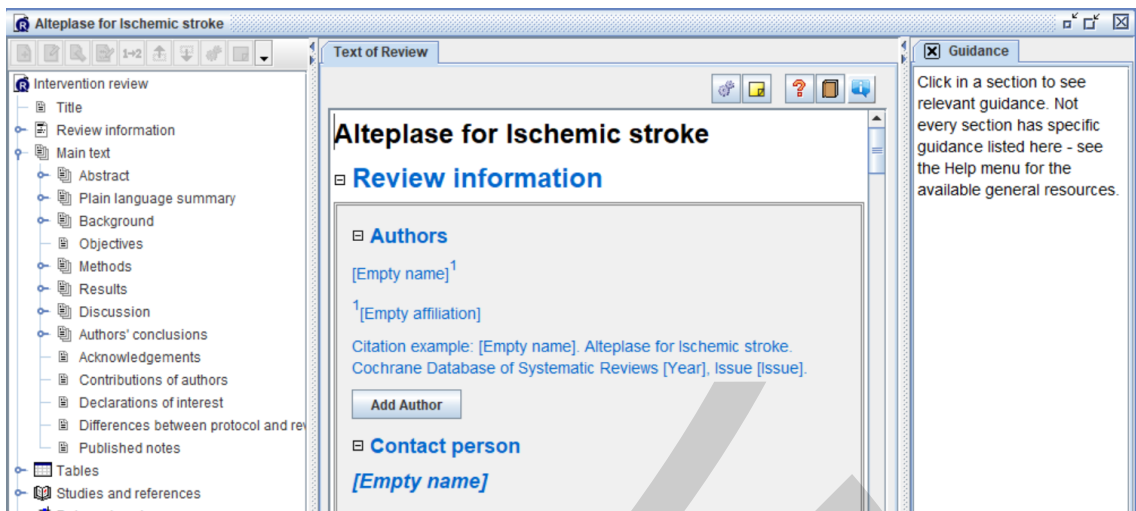 Alteplase for Ischemic stroke
1→2
Intervention review
Title
Review information
Main text
Abstract
Plain language summary
Background
Objectives
Methods
Results
Discussion
Authors' conclusions
Acknowledgements
Contributions of authors
Declarations of interest
Differences between protocol and rev
Published notes
Tables
Studies and references
Text of Review
Alteplase for Ischemic stroke
Review information
Authors
[Empty name]1
1[Empty affiliation]
Citation example: [Empty name]. Alteplase for Ischemic stroke.
Cochrane Database of Systematic Reviews [Year], Issue [Issue].
Add Author
Contact person
[Empty name]
Guidance
Click in a section to see
relevant guidance. Not
every section has specific
guidance listed here - see
the Help menu for the
available general resources.